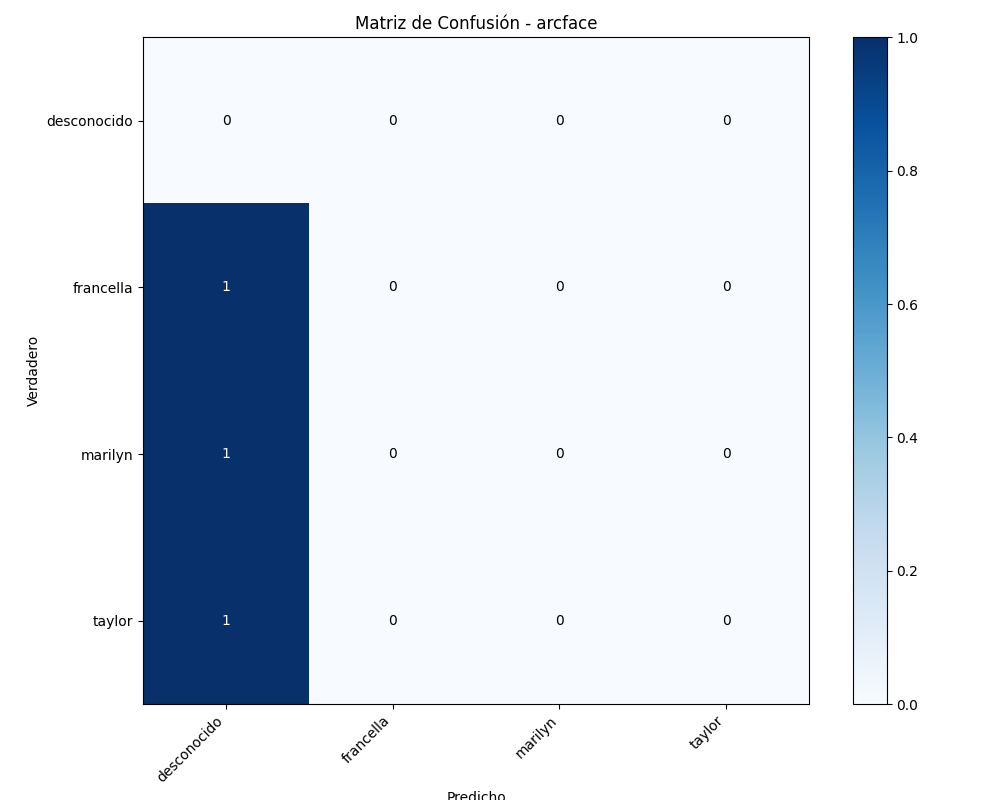 Matriz de Confusión - arcface
1.0
desconocido 0 0 0 0
0.8
francella 1 0 0 0
0.6
Verdadero
0.4
marilyn 1 0 0 0
0.2
taylor 1 0 0 0
0.0
desconocido francella marilyn taylor
Predicho